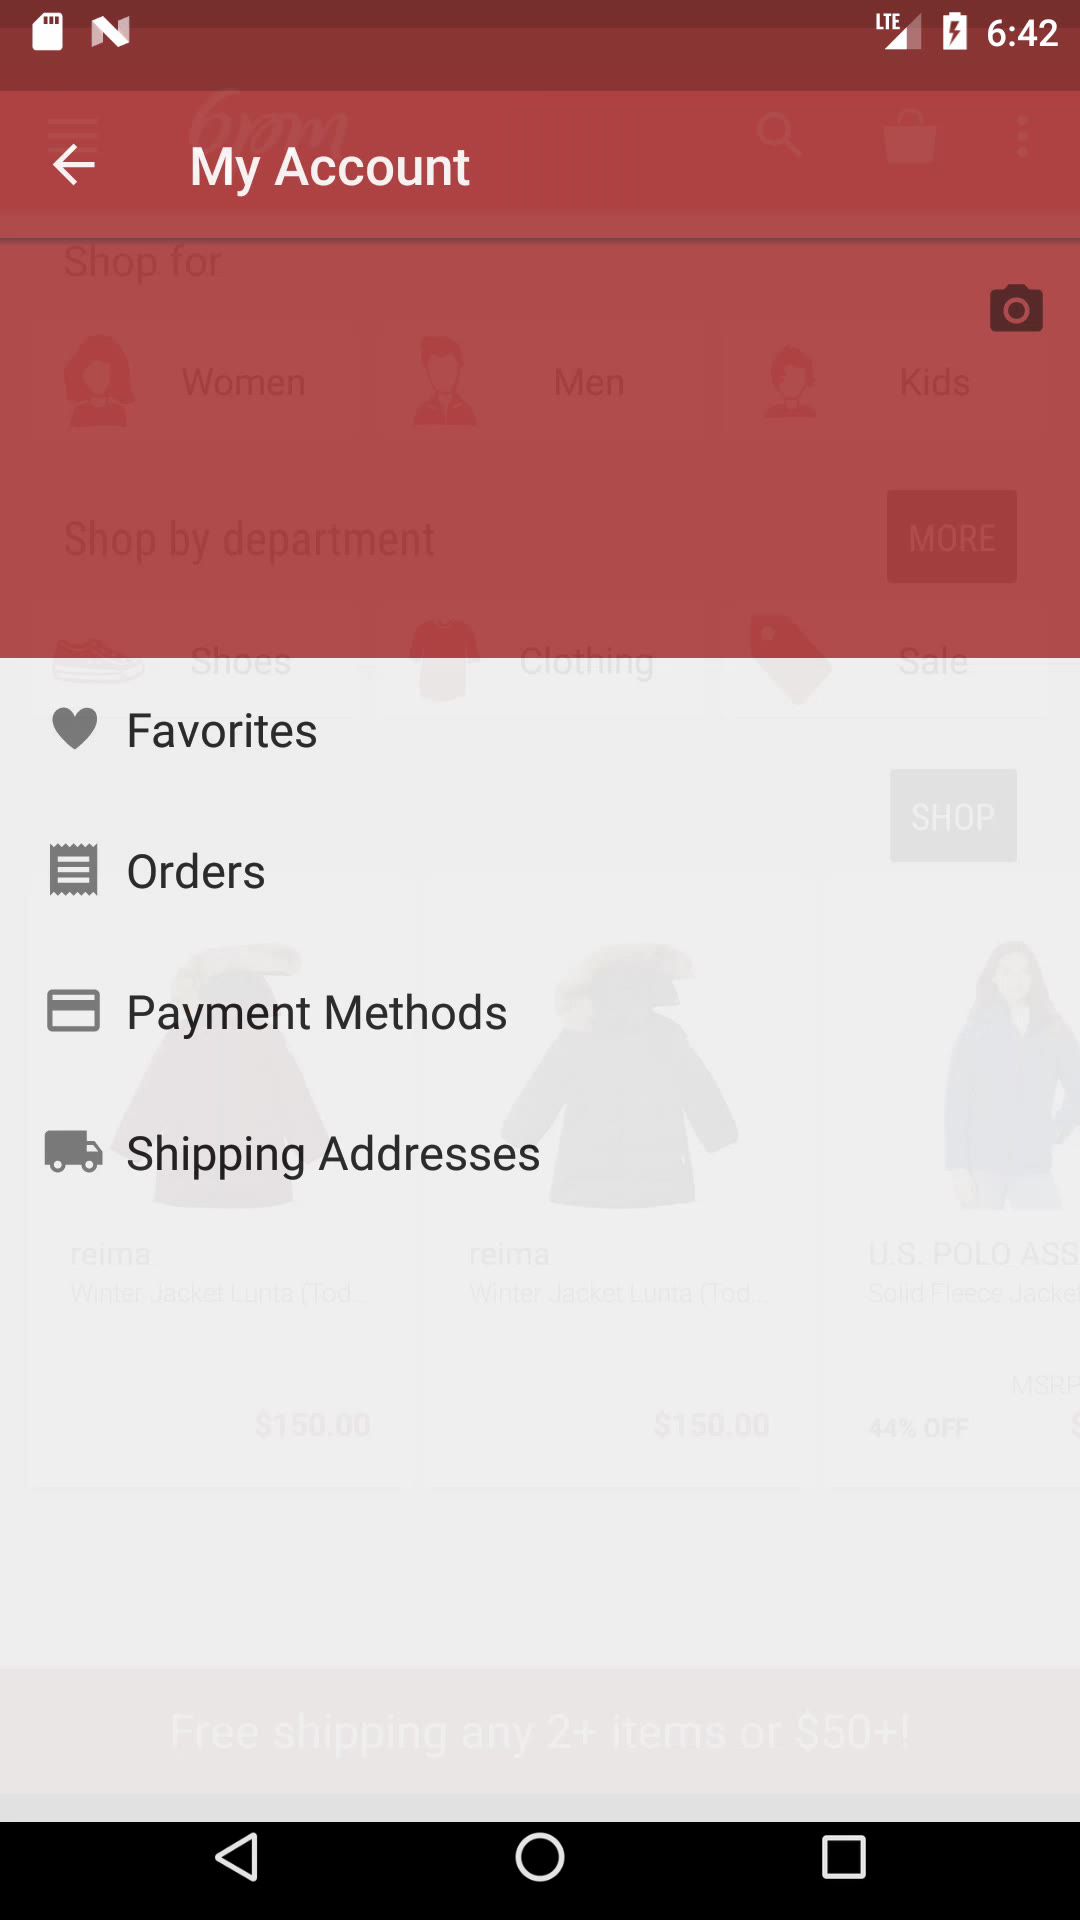 LTE 6:42
6pm
My Account
Shop for
Women Men Kids
Shop by department MORE
Shoes Clothing Sale
Favorites
SHOP
Orders
Payment Methods
Shipping Addresses
reima reima U.S. POLO ASS
Winter Jacket Lunta (Tod... Winter Jacket Lunta (Tod... Solid Fleece Jacket
MSRP
$150.00 $150.00 44% OFF $
Free shipping any 2+ items or $50+!